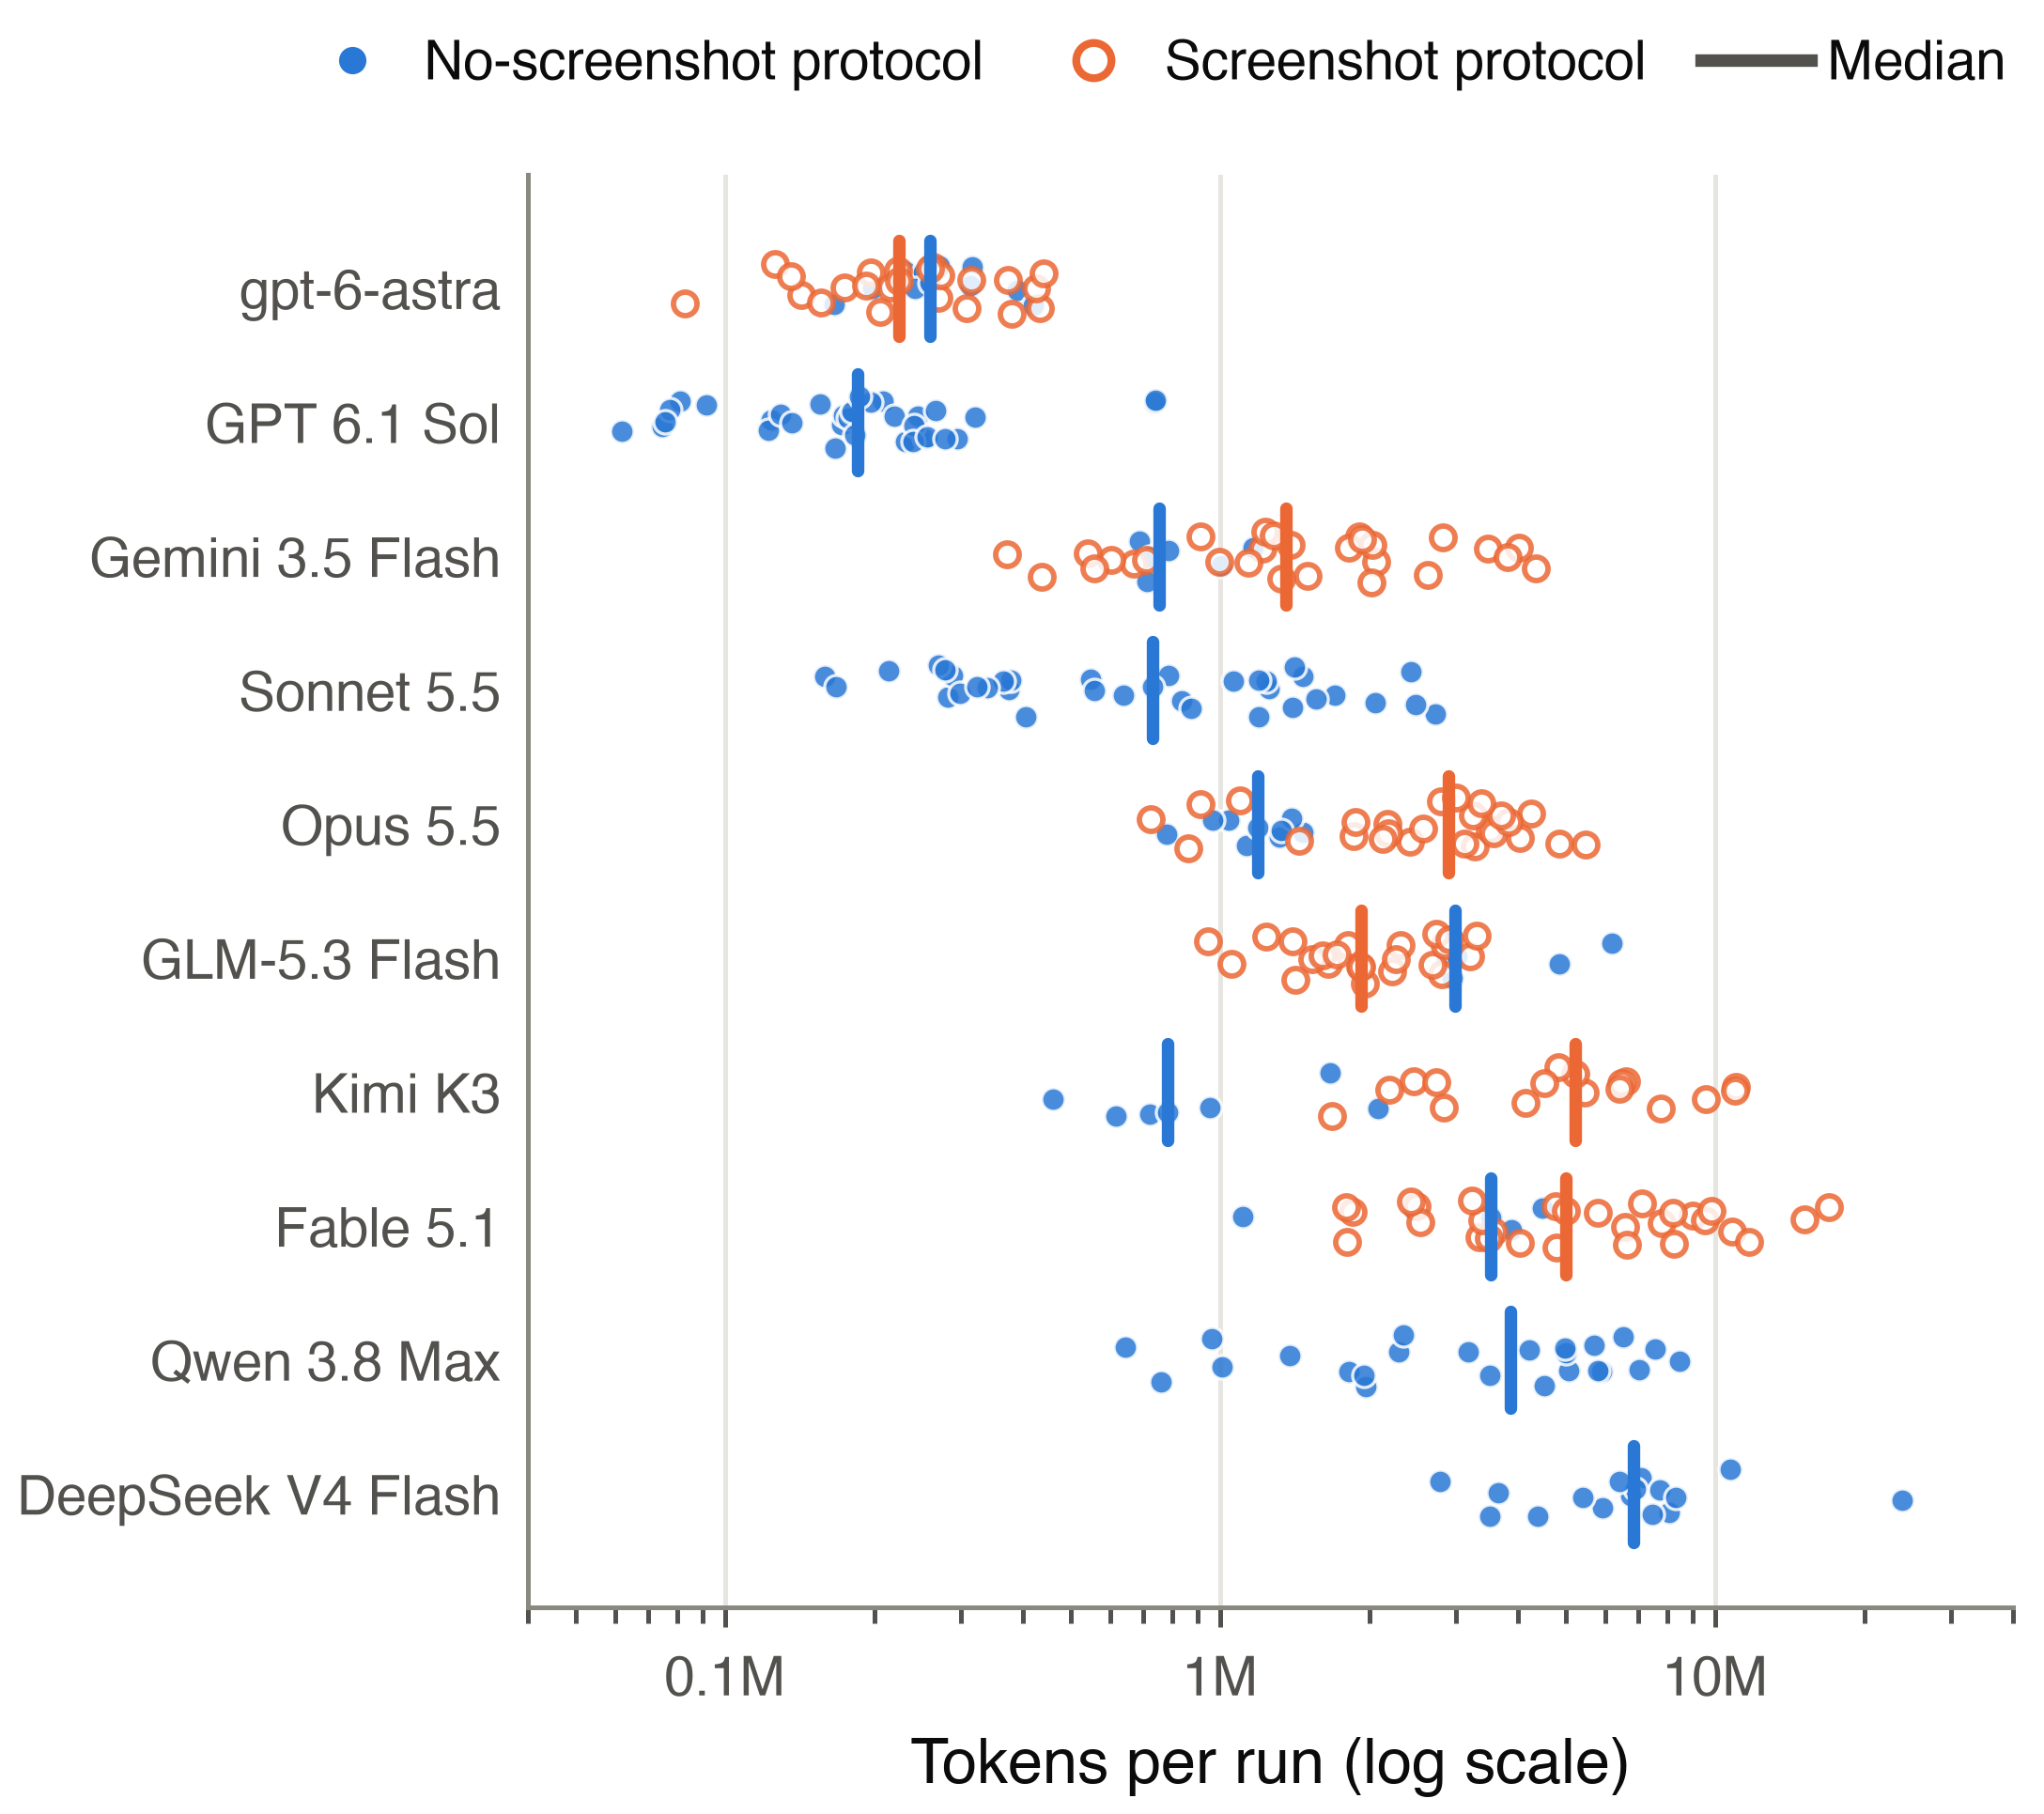 No-screenshot protocol Screenshot protocol Median
gpt-6-astra
GPT 6.1 Sol
Gemini 3.5 Flash
Sonnet 5.5
Opus 5.5
GLM-5.3 Flash
Kimi K3
Fable 5.1
Qwen 3.8 Max
DeepSeek V4 Flash
0.1M 1M 10M
Tokens per run (log scale)